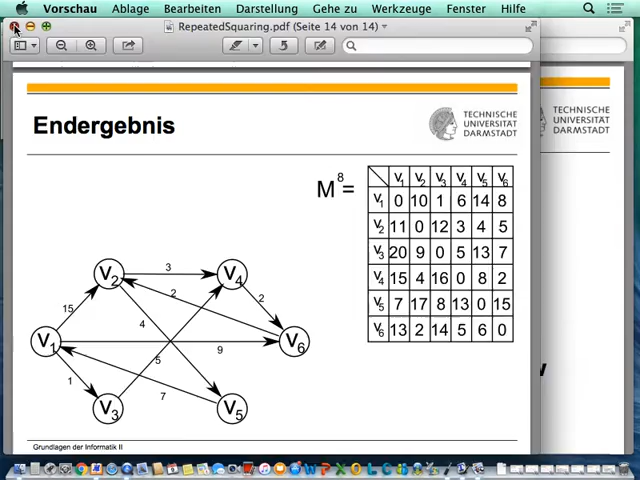 Vorschau Ablage Bearbeiten Darstellung Gehe zu Werkzeuge Fenster Hilfe
RepeatedSquaring.pdf (Seite 14 von 14)
Endergebnis
TECHNISCHE
UNIVERSITÄT
DARMSTADT
M⁸=
V₁ V₂ V₃ V₄ V₅ V₆
V₁ 0 10 1 6 14 8
V₂ 11 0 12 3 4 5
V₃ 20 9 0 5 13 7
V₄ 15 4 16 0 8 2
V₅ 7 17 8 13 0 15
V₆ 13 2 14 5 6 0
V₂ 3 V₄
15 2 2
4
V₁ 9 V₆
1 5
7
V₃ V₅
Grundlagen der Informatik II
TECHNISCHE
UNIVERSITÄT
DARMSTADT
w